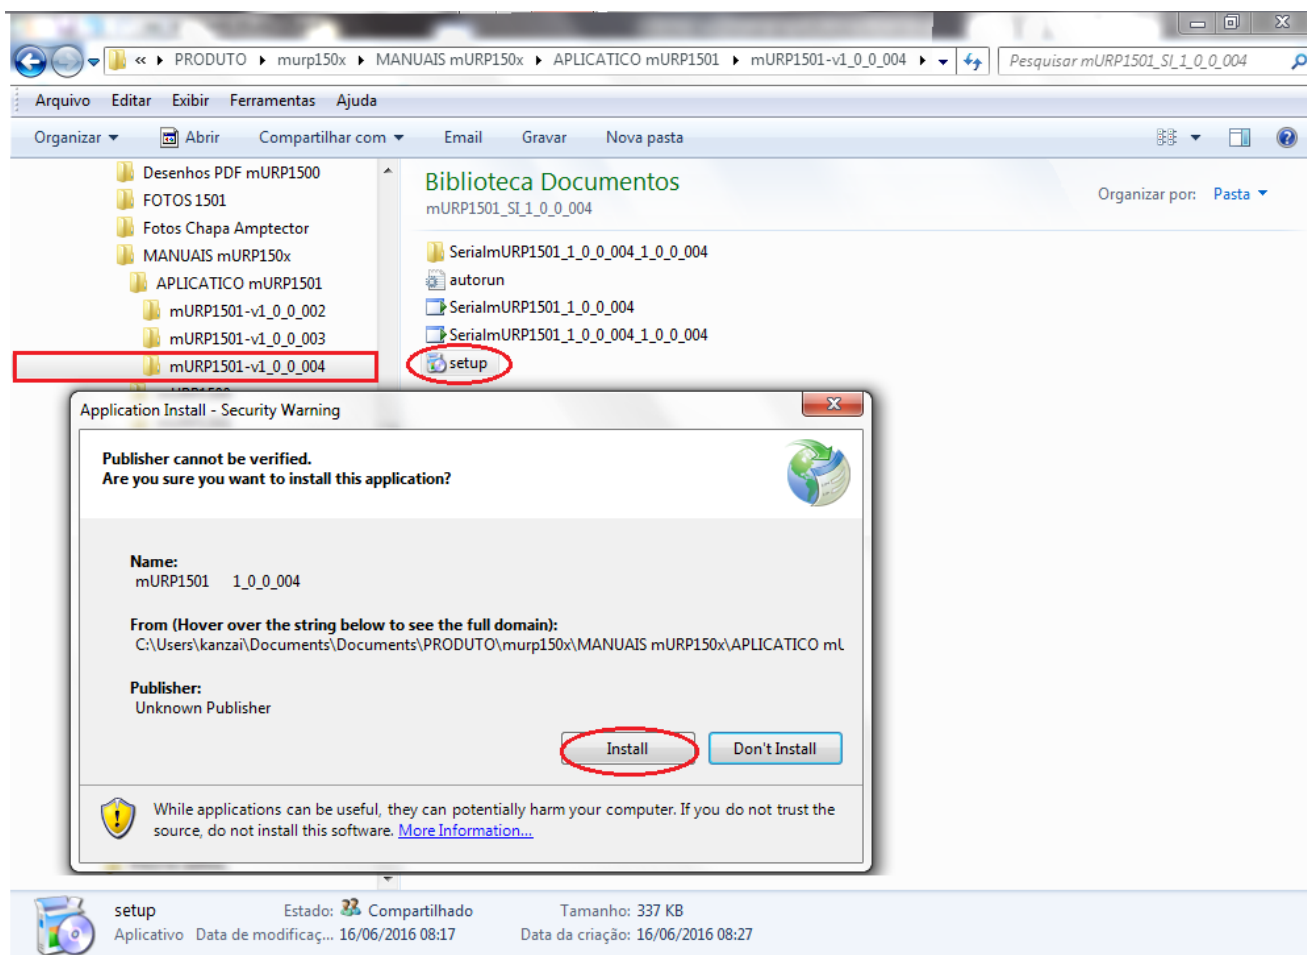 « ▸ PRODUTO ▸ murp150x ▸ MANUAIS mURP150x ▸ APLICATICO mURP1501 ▸ mURP1501-v1_0_0_004 ▸
Pesquisar mURP1501_SI_1_0_0_004
Arquivo Editar Exibir Ferramentas Ajuda
Organizar Abrir Compartilhar com Email Gravar Nova pasta
Desenhos PDF mURP1500
FOTOS 1501
Fotos Chapa Amptector
MANUAIS mURP150x
APLICATICO mURP1501
mURP1501-v1_0_0_002
mURP1501-v1_0_0_003
mURP1501-v1_0_0_004
Biblioteca Documentos
mURP1501_SI_1_0_0_004
Organizar por: Pasta
SerialmURP1501_1_0_0_004_1_0_0_004
autorun
SerialmURP1501_1_0_0_004
SerialmURP1501_1_0_0_004_1_0_0_004
setup
Application Install - Security Warning
Publisher cannot be verified.
Are you sure you want to install this application?
Name:
mURP1501 1_0_0_004
From (Hover over the string below to see the full domain):
C:\Users\kanzai\Documents\Documents\PRODUTO\murp150x\MANUAIS mURP150x\APLICATICO mU
Publisher:
Unknown Publisher
Install Don't Install
While applications can be useful, they can potentially harm your computer. If you do not trust the
source, do not install this software. More Information...
setup Estado: Compartilhado Tamanho: 337 KB
Aplicativo Data de modificaç... 16/06/2016 08:17 Data da criação: 16/06/2016 08:27